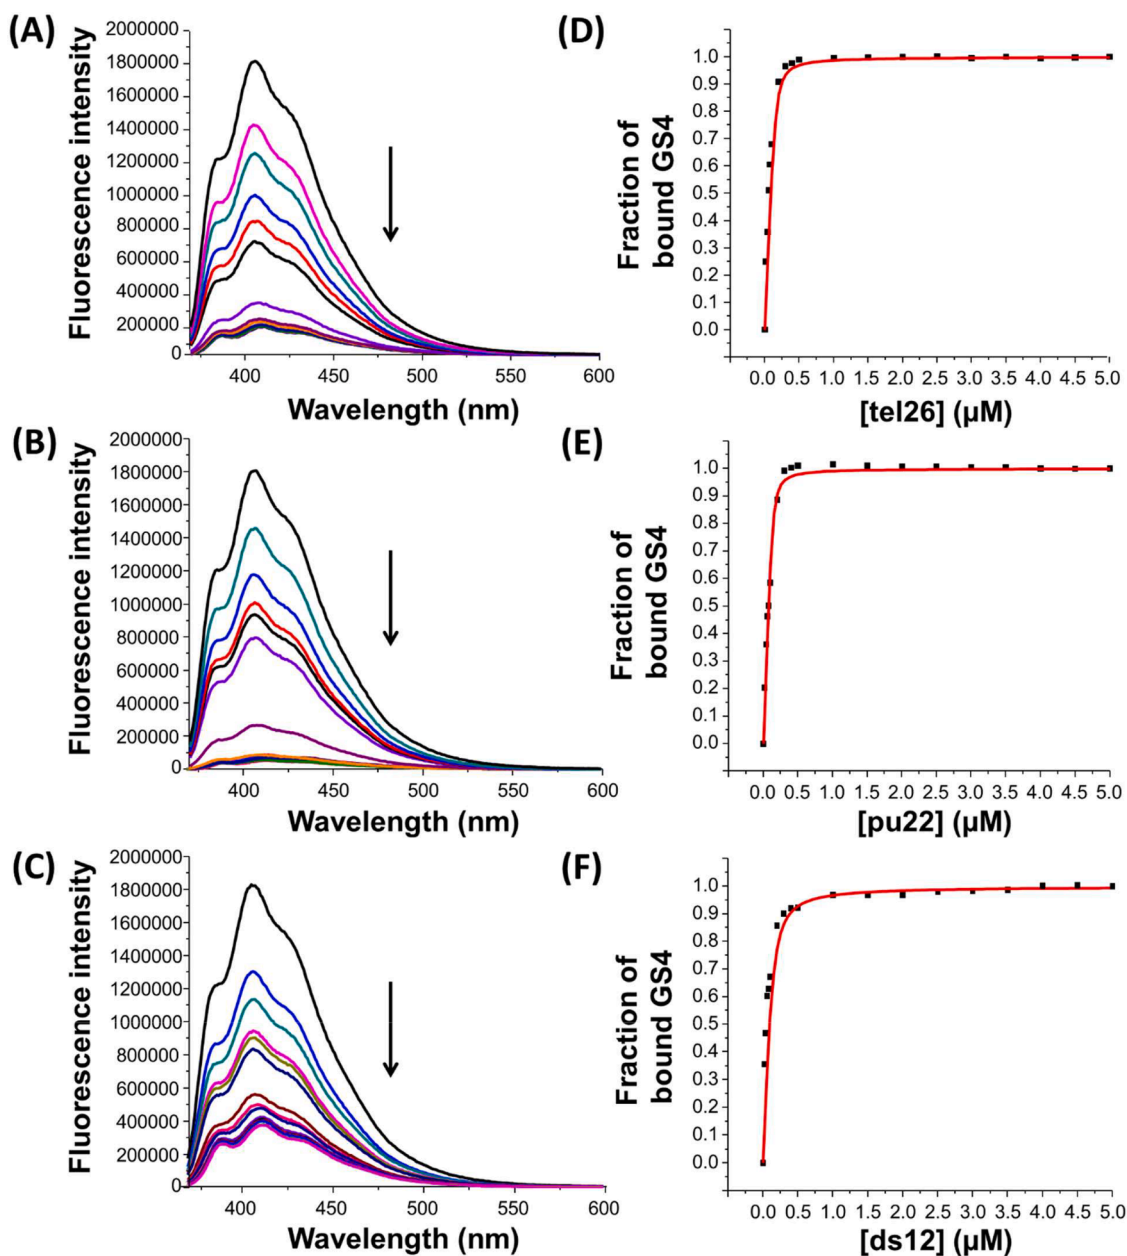 (A)
Fluorescence intensity
2000000
1800000
1600000
1400000
1200000
1000000
800000
600000
400000
200000
0
400 450 500 550 600
Wavelength (nm)
(D)
Fraction of
bound GS4
1.0
0.9
0.8
0.7
0.6
0.5
0.4
0.3
0.2
0.1
0.0
0.0 0.5 1.0 1.5 2.0 2.5 3.0 3.5 4.0 4.5 5.0
[tel26] (µM)
(B)
Fluorescence intensity
2000000
1800000
1600000
1400000
1200000
1000000
800000
600000
400000
200000
0
400 450 500 550 600
Wavelength (nm)
(E)
Fraction of
bound GS4
1.0
0.9
0.8
0.7
0.6
0.5
0.4
0.3
0.2
0.1
0.0
0.0 0.5 1.0 1.5 2.0 2.5 3.0 3.5 4.0 4.5 5.0
[pu22] (µM)
(C)
Fluorescence intensity
2000000
1800000
1600000
1400000
1200000
1000000
800000
600000
400000
200000
0
400 450 500 550 600
Wavelength (nm)
(F)
Fraction of
bound GS4
1.0
0.9
0.8
0.7
0.6
0.5
0.4
0.3
0.2
0.1
0.0
0.0 0.5 1.0 1.5 2.0 2.5 3.0 3.5 4.0 4.5 5.0
[ds12] (µM)